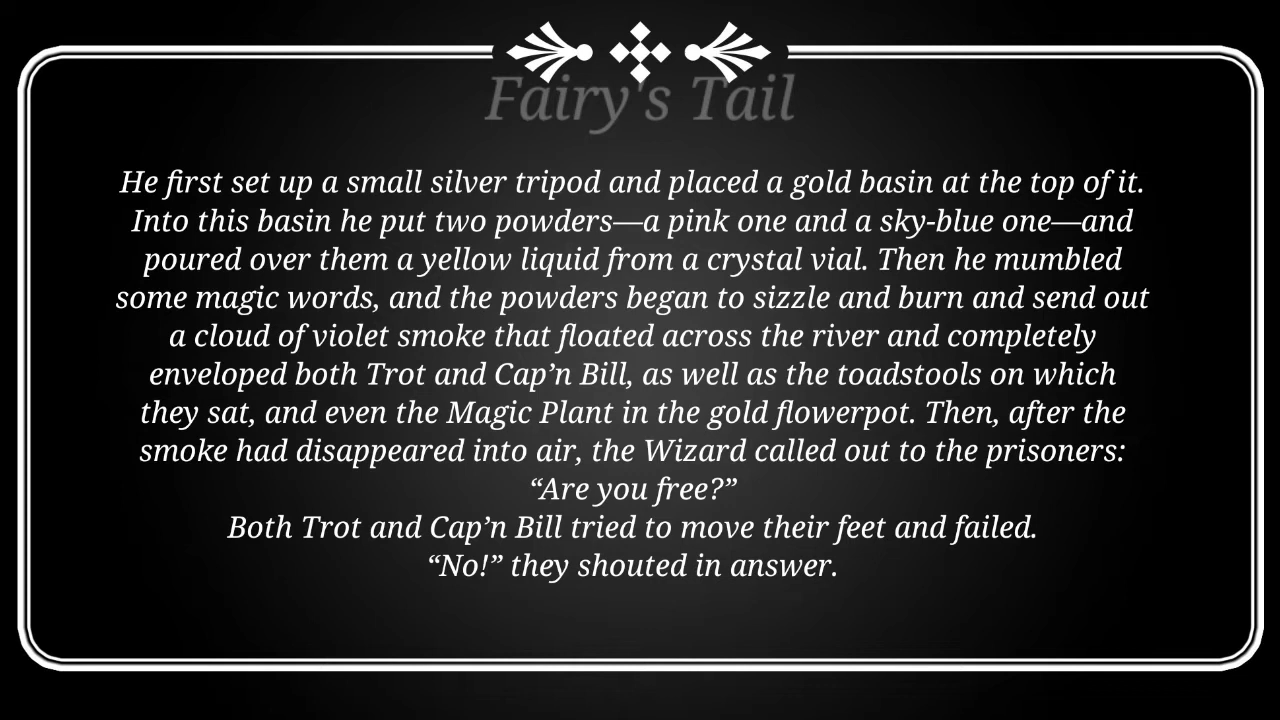 Fairy's Tail
He first set up a small silver tripod and placed a gold basin at the top of it.
Into this basin he put two powders—a pink one and a sky-blue one—and
poured over them a yellow liquid from a crystal vial. Then he mumbled
some magic words, and the powders began to sizzle and burn and send out
a cloud of violet smoke that floated across the river and completely
enveloped both Trot and Cap’n Bill, as well as the toadstools on which
they sat, and even the Magic Plant in the gold flowerpot. Then, after the
smoke had disappeared into air, the Wizard called out to the prisoners:
“Are you free?”
Both Trot and Cap’n Bill tried to move their feet and failed.
“No!” they shouted in answer.